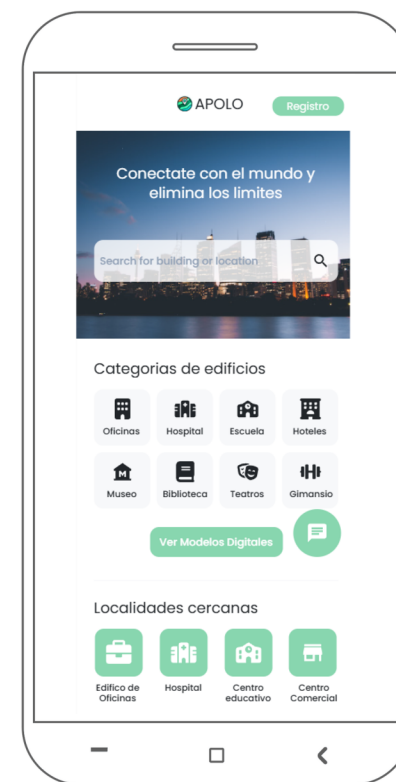 APOLO
Registro
Conectate con el mundo y
elimina los limites
Search for building or location
Categorias de edificios
Oficinas Hospital Escuela Hoteles
M
Museo Biblioteca Teatros Gimansio
Ver Modelos Digitales
Localidades cercanas
Edifico de Hospital Centro Centro
Oficinas educativo Comercial